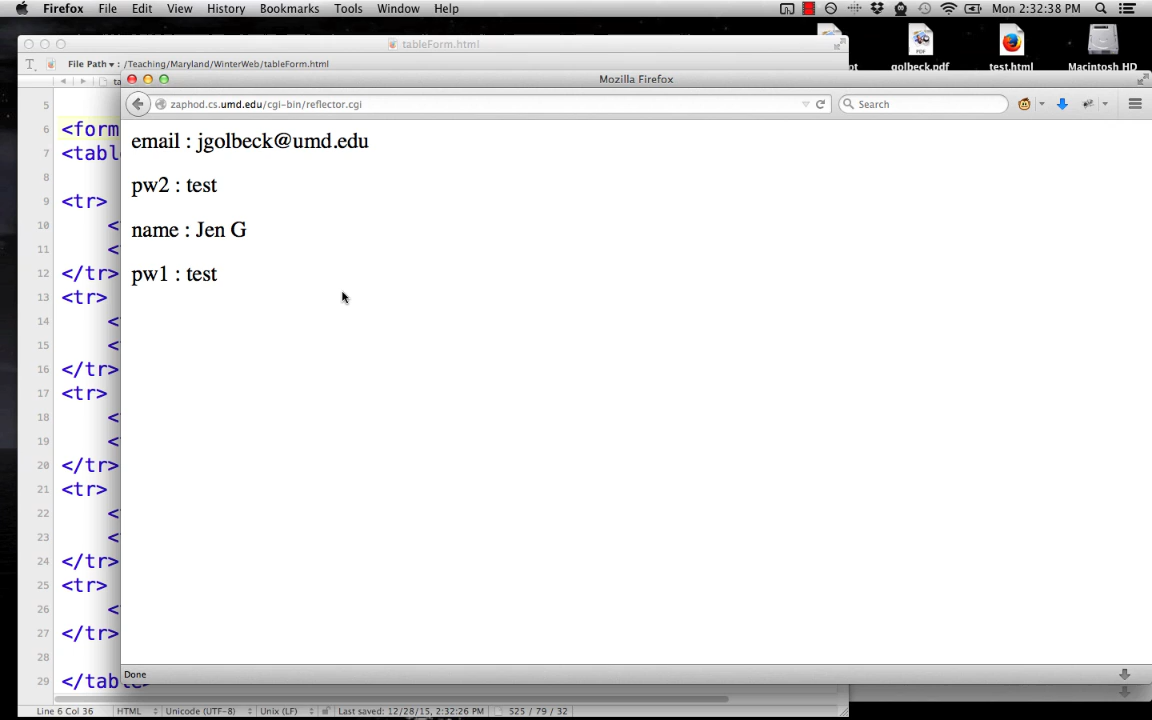 Firefox File Edit View History Bookmarks Tools Window Help Mon 2:32:38 PM
tableForm.html
File Path ▾ : /Teaching/Maryland/WinterWeb/tableForm.html
golbeck.pdf
test.html
Macintosh HD
Mozilla Firefox
zaphod.cs.umd.edu/cgi-bin/reflector.cgi
Search
email : jgolbeck@umd.edu
pw2 : test
name : Jen G
pw1 : test
5
6 <form
7 <tabl
8
9 <tr>
10 <
11 <
12 </tr>
13 <tr>
14 <
15 <
16 </tr>
17 <tr>
18 <
19 <
20 </tr>
21 <tr>
22 <
23 <
24 </tr>
25 <tr>
26 <
27 </tr>
28
29 </tabl
Done
Line 6 Col 36 HTML Unicode (UTF-8) Unix (LF) Last saved: 12/28/15, 2:32:26 PM 525 / 79 / 32